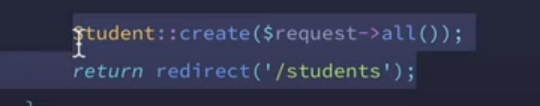 Student::create($request->all());
return redirect('/students');
}